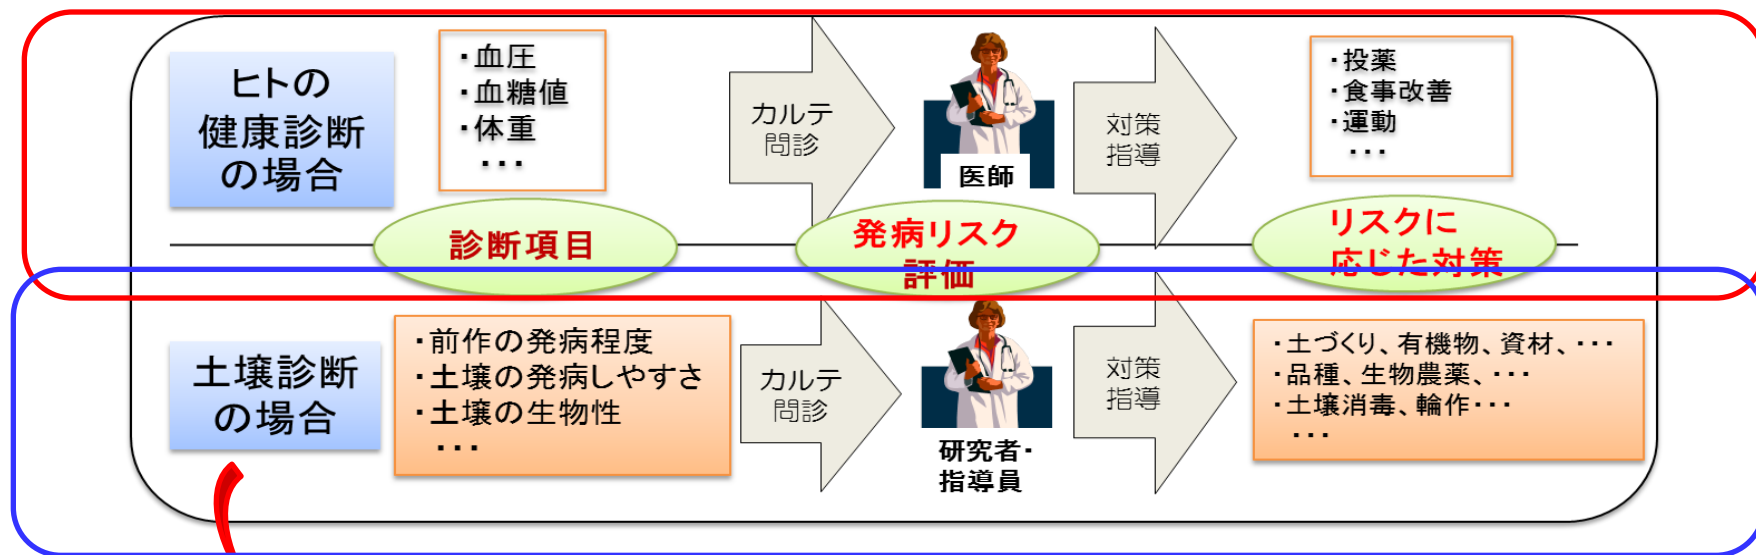 ヒトの
健康診断
の場合
・血圧
・血糖値
・体重
・・・
カルテ
問診
医師
対策
指導
・投薬
・食事改善
・運動
・・・
診断項目
発病リスク
評価
リスクに
応じた対策
土壌診断
の場合
・前作の発病程度
・土壌の発病しやすさ
・土壌の生物性
・・・
カルテ
問診
研究者・
指導員
対策
指導
・土づくり、有機物、資材、・・・
・品種、生物農薬、・・・
・土壌消毒、輪作・・・
・・・